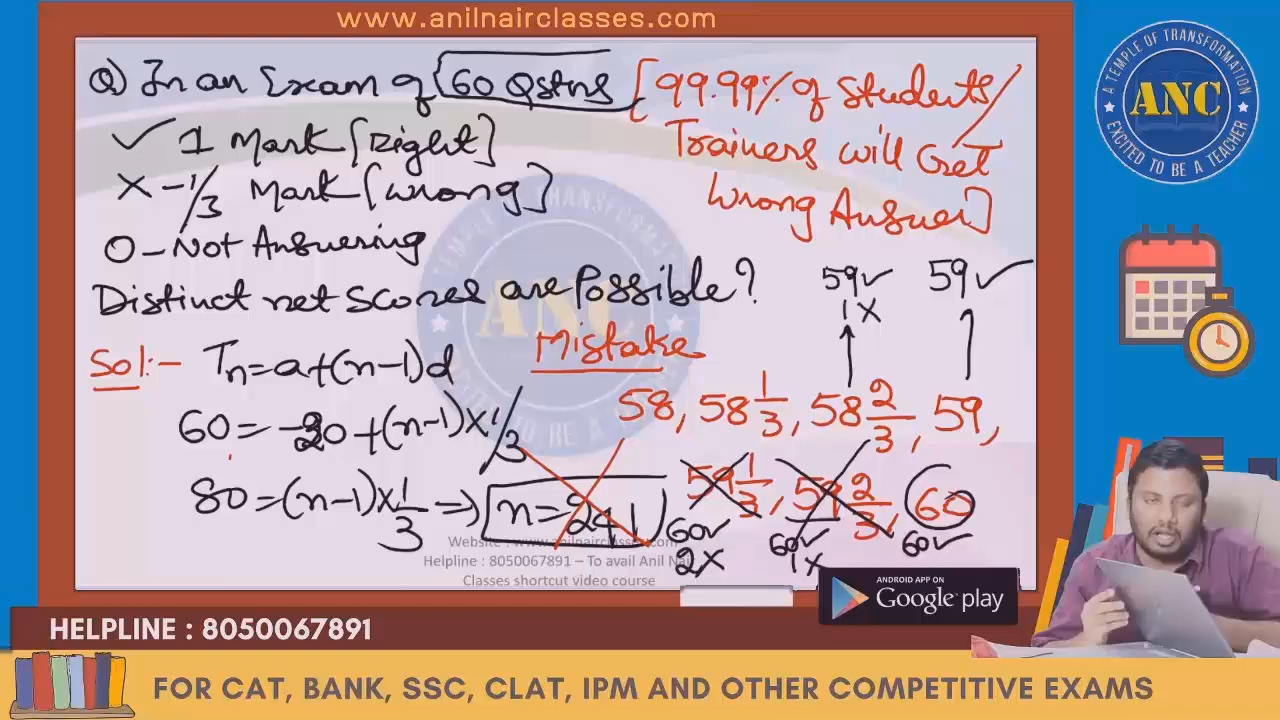 www.anilnairclasses.com
A TEMPLE OF TRANSFORMATION
ANC
EXCITED TO BE A TEACHER
Q) In an Exam of 60 Qstns [99.99% of Students/
Trainers will Get
Wrong Answer]
✓ 1 Mark [Right]
× -1/3 Mark [Wrong]
0 - Not Answering
Distinct net Scores are Possible?
59✓ 59✓
1×
Sol:- Tn=a+(n-1)d
Mistake
60=-20+(n-1)×1/3
58, 58 1/3, 58 2/3, 59,
80=(n-1)×1/3 ⇒ n=241
59 1/3, 59 2/3, 60
60✓ 60✓ 60✓
2× 1×
Website : www.anilnairclasses.com
Helpline : 8050067891 – To avail Anil Nair
Classes shortcut video course
ANDROID APP ON
Google play
HELPLINE : 8050067891
FOR CAT, BANK, SSC, CLAT, IPM AND OTHER COMPETITIVE EXAMS